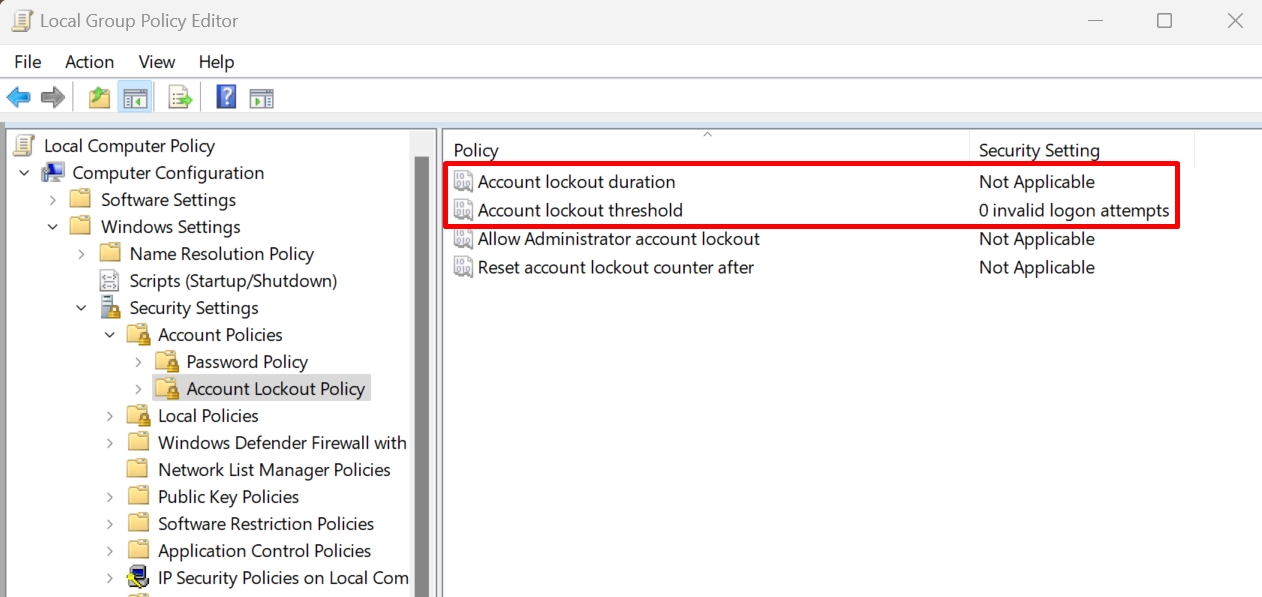 Local Group Policy Editor
File Action View Help
Local Computer Policy
Computer Configuration
Software Settings
Windows Settings
Name Resolution Policy
Scripts (Startup/Shutdown)
Security Settings
Account Policies
Password Policy
Account Lockout Policy
Local Policies
Windows Defender Firewall with
Network List Manager Policies
Public Key Policies
Software Restriction Policies
Application Control Policies
IP Security Policies on Local Com
Policy Security Setting
Account lockout duration Not Applicable
Account lockout threshold 0 invalid logon attempts
Allow Administrator account lockout Not Applicable
Reset account lockout counter after Not Applicable